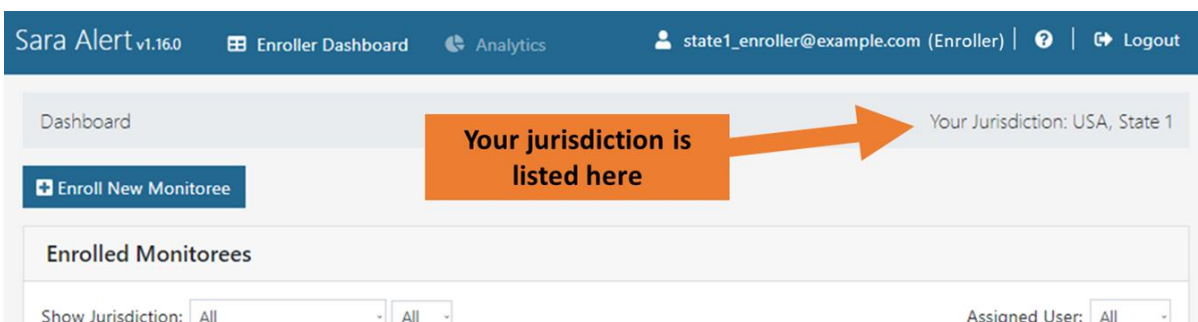 Sara Alert v1.16.0 Enroller Dashboard Analytics state1_enroller@example.com (Enroller) | ? | Logout
Dashboard Your Jurisdiction: USA, State 1
Your jurisdiction is
listed here
Enroll New Monitoree
Enrolled Monitorees
Show Jurisdiction: All All Assigned User: All